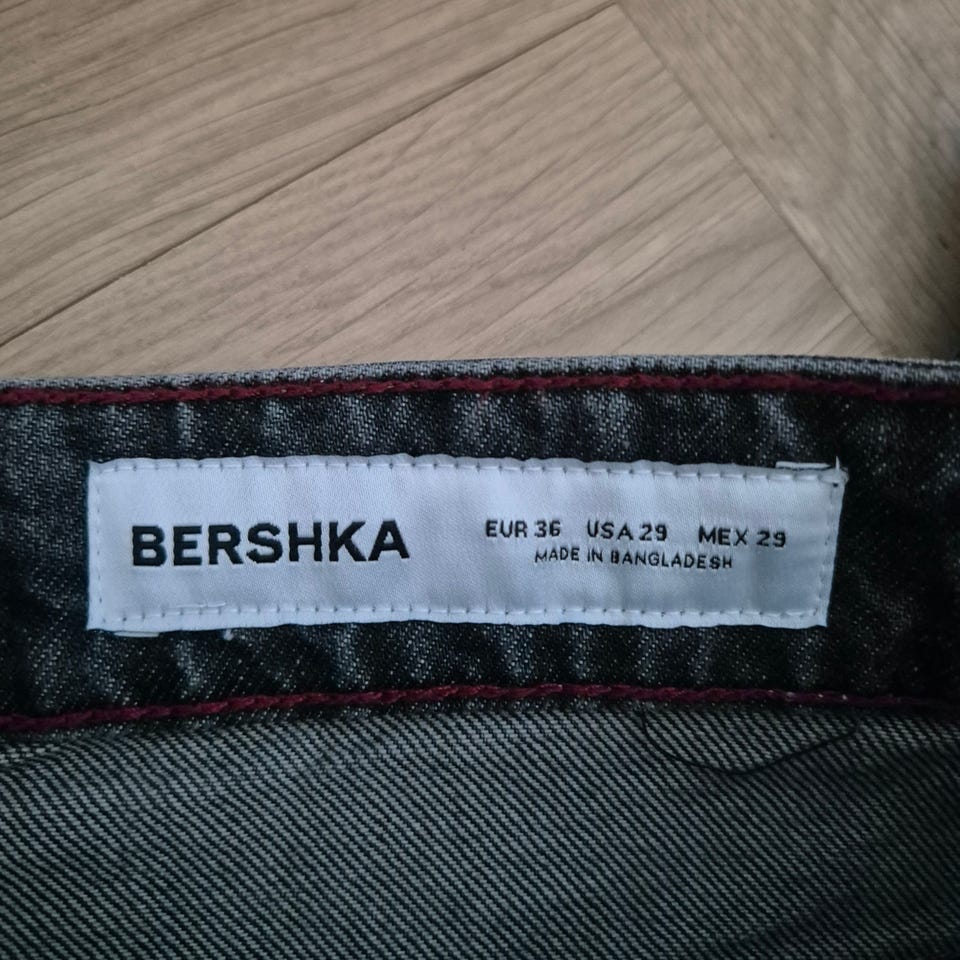 BERSHKA
EUR 36 USA 29 MEX 29
MADE IN BANGLADESH